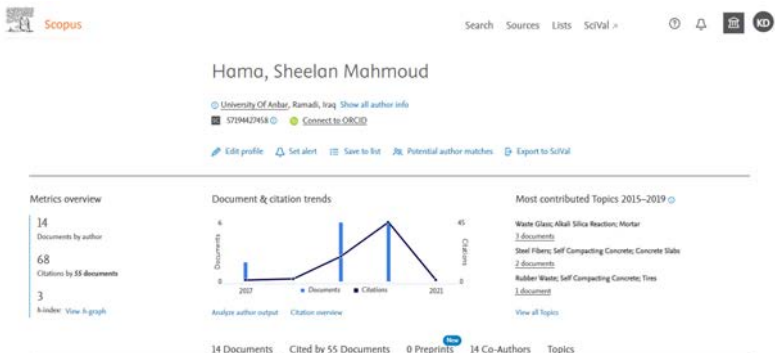 Scopus
Search Sources Lists SciVal ↗
KD
Hama, Sheelan Mahmoud
University Of Anbar, Ramadi, Iraq Show all author info
57194427458 Connect to ORCID
Edit profile Set alert Save to list Potential author matches Export to SciVal
Metrics overview
14
Documents by author
68
Citations by 55 documents
3
h-index: View h-graph
Document & citation trends
6
45
Documents
Citations
0
0
2017
2021
Documents Citations
Analyze author output Citation overview
Most contributed Topics 2015–2019
Waste Glass; Alkali Silica Reaction; Mortar
3 documents
Steel Fibers; Self Compacting Concrete; Concrete Slabs
2 documents
Rubber Waste; Self Compacting Concrete; Tires
1 document
View all Topics
New
14 Documents Cited by 55 Documents 0 Preprints 14 Co-Authors Topics